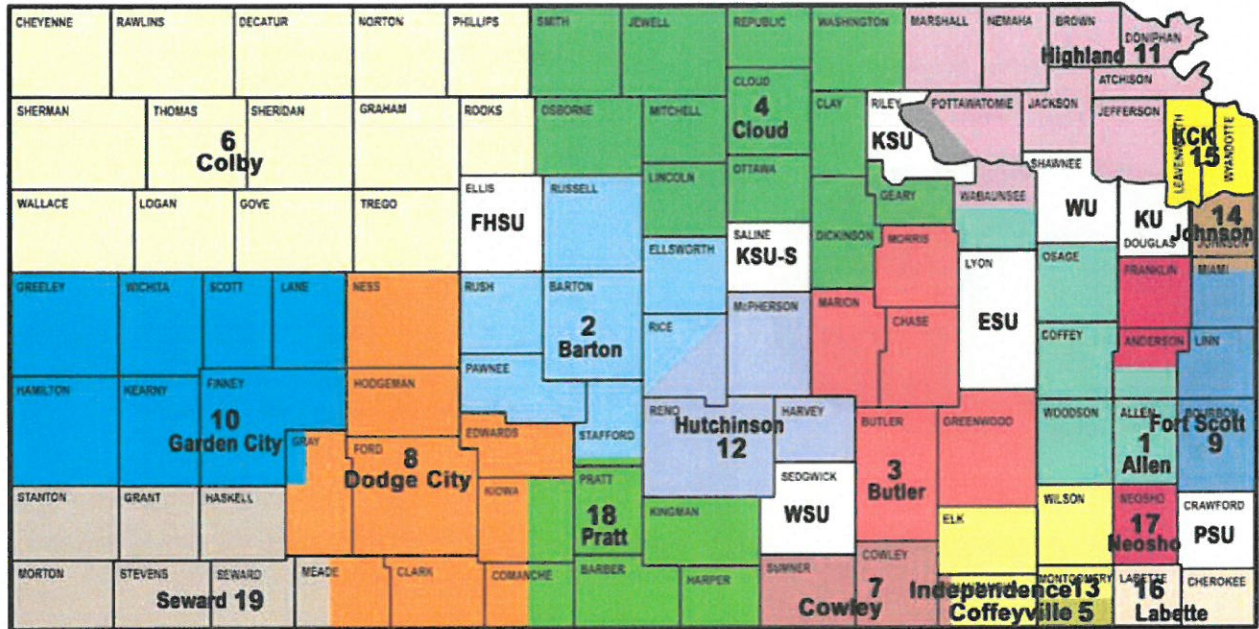 CHEYENNE RAWLINS DECATUR NORTON PHILLIPS SMITH JEWELL REPUBLIC WASHINGTON MARSHALL NEMAHA BROWN
DONIPHAN
Highland 11
ATCHISON
SHERMAN THOMAS SHERIDAN GRAHAM ROOKS OSBORNE MITCHELL CLOUD CLAY RILEY POTTAWATOMIE JACKSON JEFFERSON LEAVENWORTH WYANDOTTE
6
Colby
4
Cloud
KSU
KCK
15
WALLACE LOGAN GOVE TREGO ELLIS RUSSELL LINCOLN OTTAWA DICKINSON GEARY WABAUNSEE SHAWNEE DOUGLAS JOHNSON
FHSU
WU
KU
14
Johnson
ELLSWORTH SALINE MORRIS LYON OSAGE FRANKLIN MIAMI
KSU-S
GREELEY WICHITA SCOTT LANE NESS RUSH BARTON RICE McPHERSON MARION CHASE COFFEY ANDERSON LINN
2
Barton
ESU
HAMILTON KEARNY FINNEY HODGEMAN PAWNEE STAFFORD RENO HARVEY BUTLER GREENWOOD WOODSON ALLEN BOURBON
10
Garden City
Hutchinson
12
1
Allen
Fort Scott
9
GRAY FORD EDWARDS
8
Dodge City
SEDGWICK
WSU
3
Butler
STANTON GRANT HASKELL KIOWA PRATT KINGMAN ELK WILSON NEOSHO CRAWFORD
18
Pratt
17
Neosho
PSU
MORTON STEVENS SEWARD MEADE CLARK COMANCHE BARBER HARPER SUMNER COWLEY MONTGOMERY LABETTE CHEROKEE
Seward 19
7
Cowley
Independence 13
Coffeyville 5
16
Labette